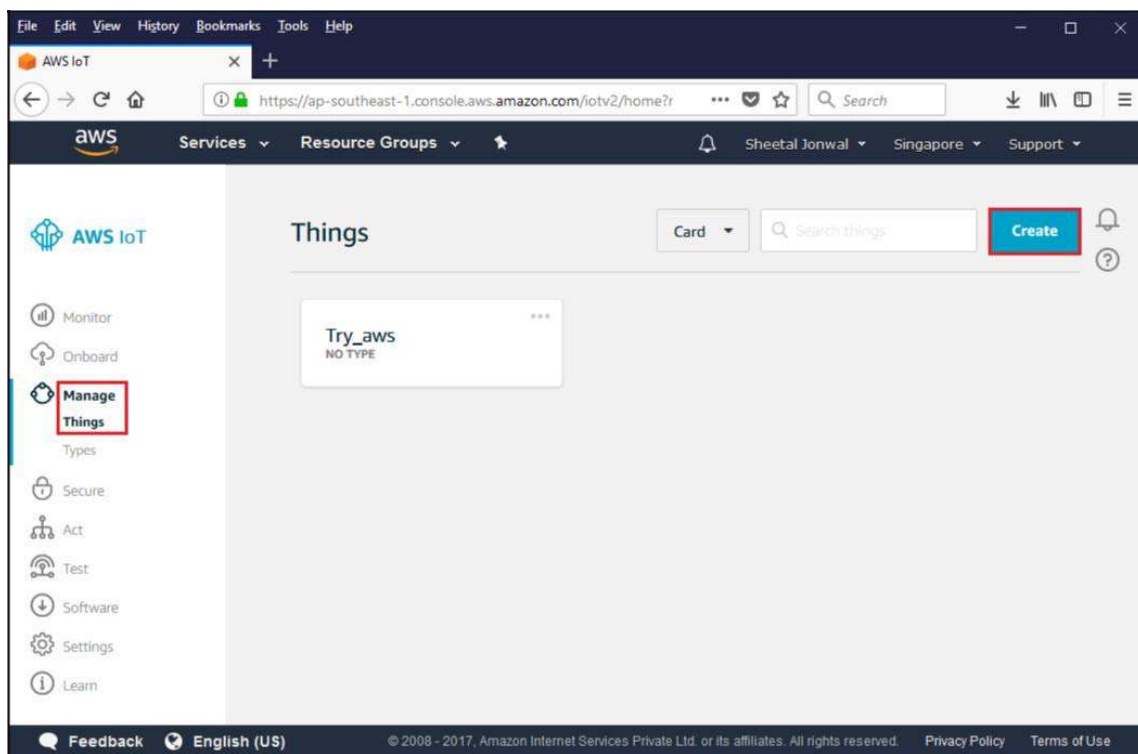 File Edit View History Bookmarks Tools Help
AWS IoT
https://ap-southeast-1.console.aws.amazon.com/iotv2/home?r
Search
aws Services Resource Groups Sheetal Jonwal Singapore Support
AWS IoT
Things Card Search things Create
Monitor
Onboard
Manage
Things
Types
Secure
Act
Test
Software
Settings
Learn
Try_aws
NO TYPE
Feedback English (US) © 2008 - 2017, Amazon Internet Services Private Ltd. or its affiliates. All rights reserved. Privacy Policy Terms of Use